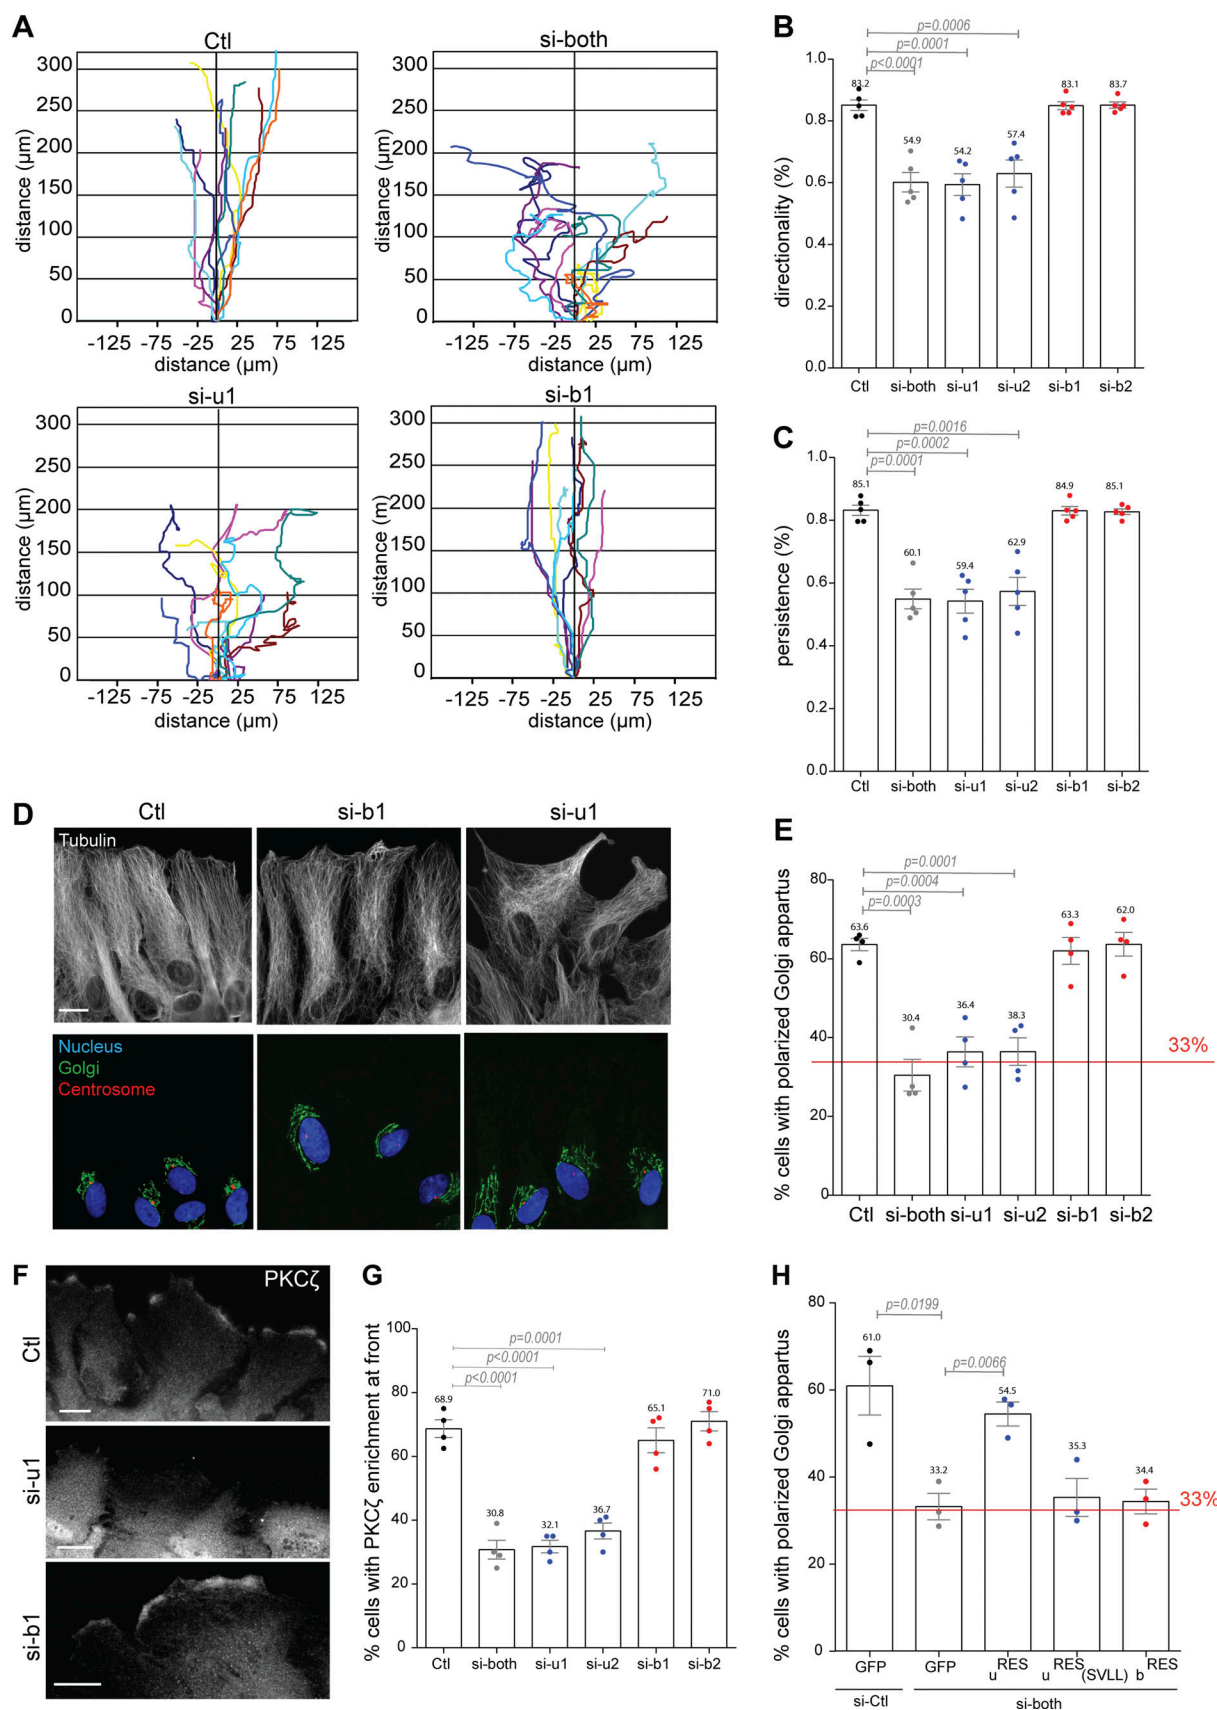 A
Ctl
300
250
200
150
100
50
0
distance (µm)
-125 -75 -25 25 75 125
distance (µm)
si-both
300
250
200
150
100
50
0
distance (µm)
-125 -75 -25 25 75 125
distance (µm)
si-u1
300
250
200
150
100
50
0
distance (µm)
-125 -75 -25 25 75 125
distance (µm)
si-b1
300
250
200
150
100
50
0
distance (m)
-125 -75 -25 25 75 125
distance (µm)
B
p=0.0006
p=0.0001
p<0.0001
1.0
0.8
0.6
0.4
0.2
0.0
directionality (%)
83.2 54.9 54.2 57.4 83.1 83.7
Ctl si-both si-u1 si-u2 si-b1 si-b2
C
p=0.0016
p=0.0002
p=0.0001
1.0
0.8
0.6
0.4
0.2
0.0
persistence (%)
85.1 60.1 59.4 62.9 84.9 85.1
Ctl si-both si-u1 si-u2 si-b1 si-b2
D
Ctl si-b1 si-u1
Tubulin
Nucleus
Golgi
Centrosome
E
p=0.0001
p=0.0004
p=0.0003
80
60
40
20
0
% cells with polarized Golgi appartus
63.6 30.4 36.4 38.3 63.3 62.0
33%
Ctl si-both si-u1 si-u2 si-b1 si-b2
F
PKCζ
Ctl
si-u1
si-b1
G
p=0.0001
p<0.0001
p<0.0001
100
80
60
40
20
0
% cells with PKCζ enrichment at front
68.9 30.8 32.1 36.7 65.1 71.0
Ctl si-both si-u1 si-u2 si-b1 si-b2
H
p=0.0199
p=0.0066
80
60
40
20
0
% cells with polarized Golgi appartus
61.0 33.2 54.5 35.3 34.4
33%
GFP GFP uRES uRES(SVLL) bRES
si-Ctl si-both